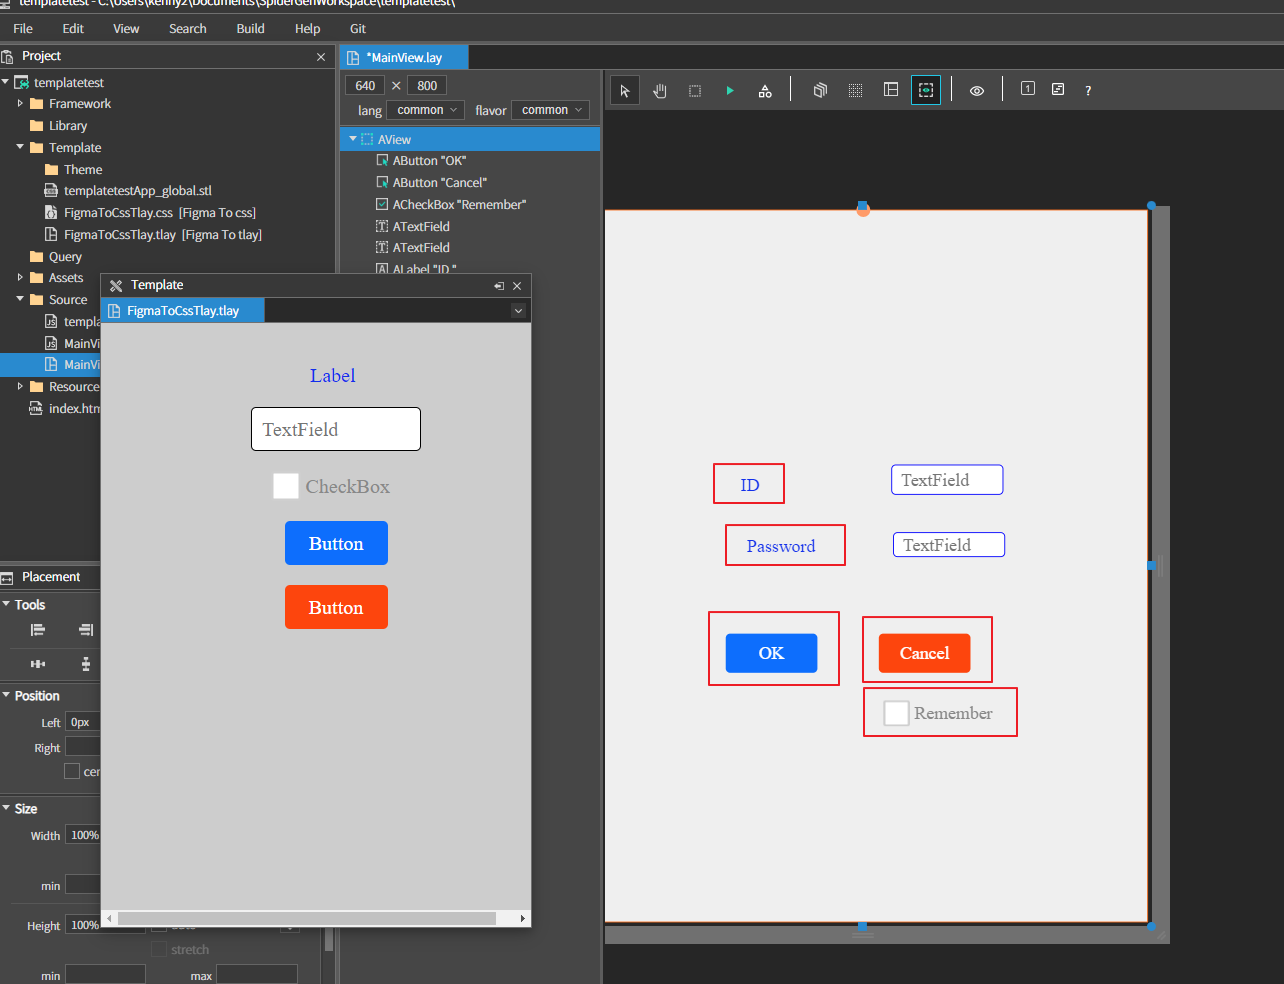 templatetest - C:\Users\kenny2\Documents\SpiderGenWorkspace\templatetest\
File Edit View Search Build Help Git
Project
*MainView.lay
templatetest
Framework
Library
Template
Theme
templatetestApp_global.stl
FigmaToCssTlay.css [Figma To css]
FigmaToCssTlay.tlay [Figma To tlay]
Query
Assets
Source
templa
MainVi
MainVi
Resource
index.htm
640 × 800
lang common flavor common
AView
AButton "OK"
AButton "Cancel"
ACheckBox "Remember"
ATextField
ATextField
ALabel "ID "
1
?
Template
FigmaToCssTlay.tlay
Label
TextField
CheckBox
Button
Button
ID
TextField
Password
TextField
OK
Cancel
Remember
Placement
Tools
Position
Left 0px
Right
cen
Size
Width 100%
min
Height 100%
stretch
min
max